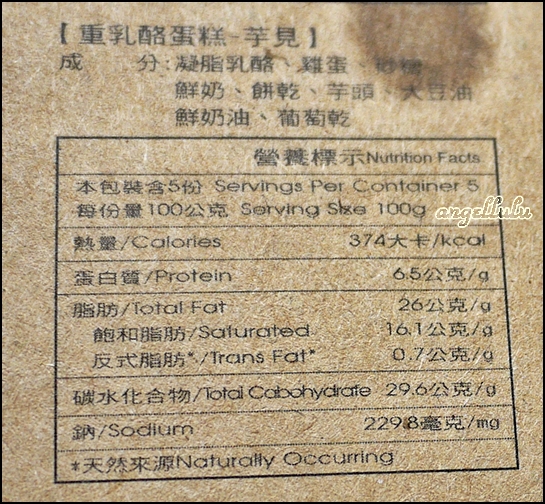 【重乳酪蛋糕-芋見】
成 分:凝脂乳酪、雞蛋、砂糖
鮮奶、餅乾、芋頭、大豆油
鮮奶油、葡萄乾
營養標示Nutrition Facts
本包裝含5份 Servings Per Container 5
每份量100公克 Serving Size 100g
angellulu
熱量/Calories 374大卡/kcal
蛋白質/Protein 6.5公克/g
脂肪/Total Fat 26公克/g
飽和脂肪/Saturated 16.1公克/g
反式脂肪*/Trans Fat* 0.7公克/g
碳水化合物/Total Cabohydrate 29.6公克/g
鈉/Sodium 229.8毫克/mg
*天然來源Naturally Occurring